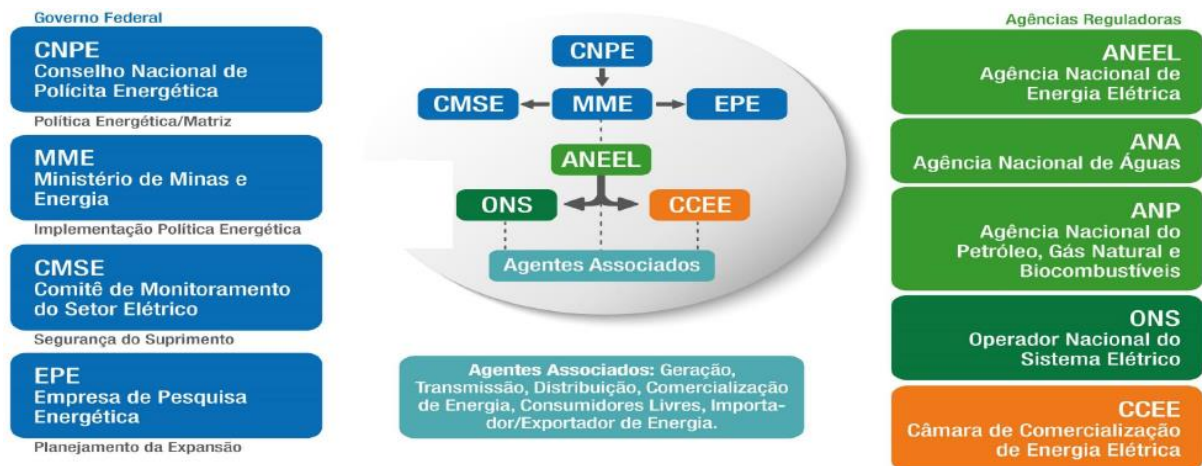 Governo Federal
CNPE
Conselho Nacional de
Polícita Energética
Política Energética/Matriz
MME
Ministério de Minas e
Energia
Implementação Política Energética
CMSE
Comitê de Monitoramento
do Setor Elétrico
Segurança do Suprimento
EPE
Empresa de Pesquisa
Energética
Planejamento da Expansão
CNPE
CMSE
MME
EPE
ANEEL
ONS
CCEE
Agentes Associados
Agentes Associados: Geração,
Transmissão, Distribuição, Comercialização
de Energia, Consumidores Livres, Importa-
dor/Exportador de Energia.
Agências Reguladoras
ANEEL
Agência Nacional de
Energia Elétrica
ANA
Agência Nacional de Águas
ANP
Agência Nacional do
Petróleo, Gás Natural e
Biocombustíveis
ONS
Operador Nacional do
Sistema Elétrico
CCEE
Câmara de Comercialização
de Energia Elétrica